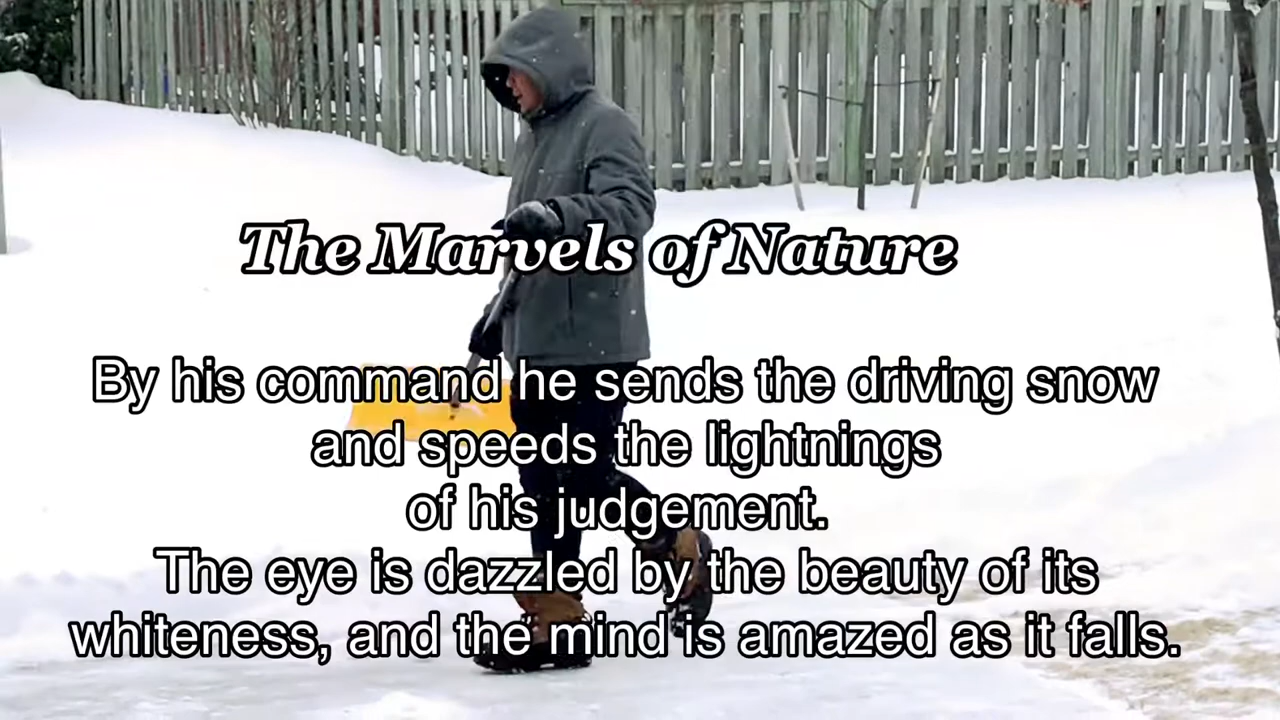 The Marvels of Nature
By his command he sends the driving snow
and speeds the lightnings
of his judgement.
The eye is dazzled by the beauty of its
whiteness, and the mind is amazed as it falls.